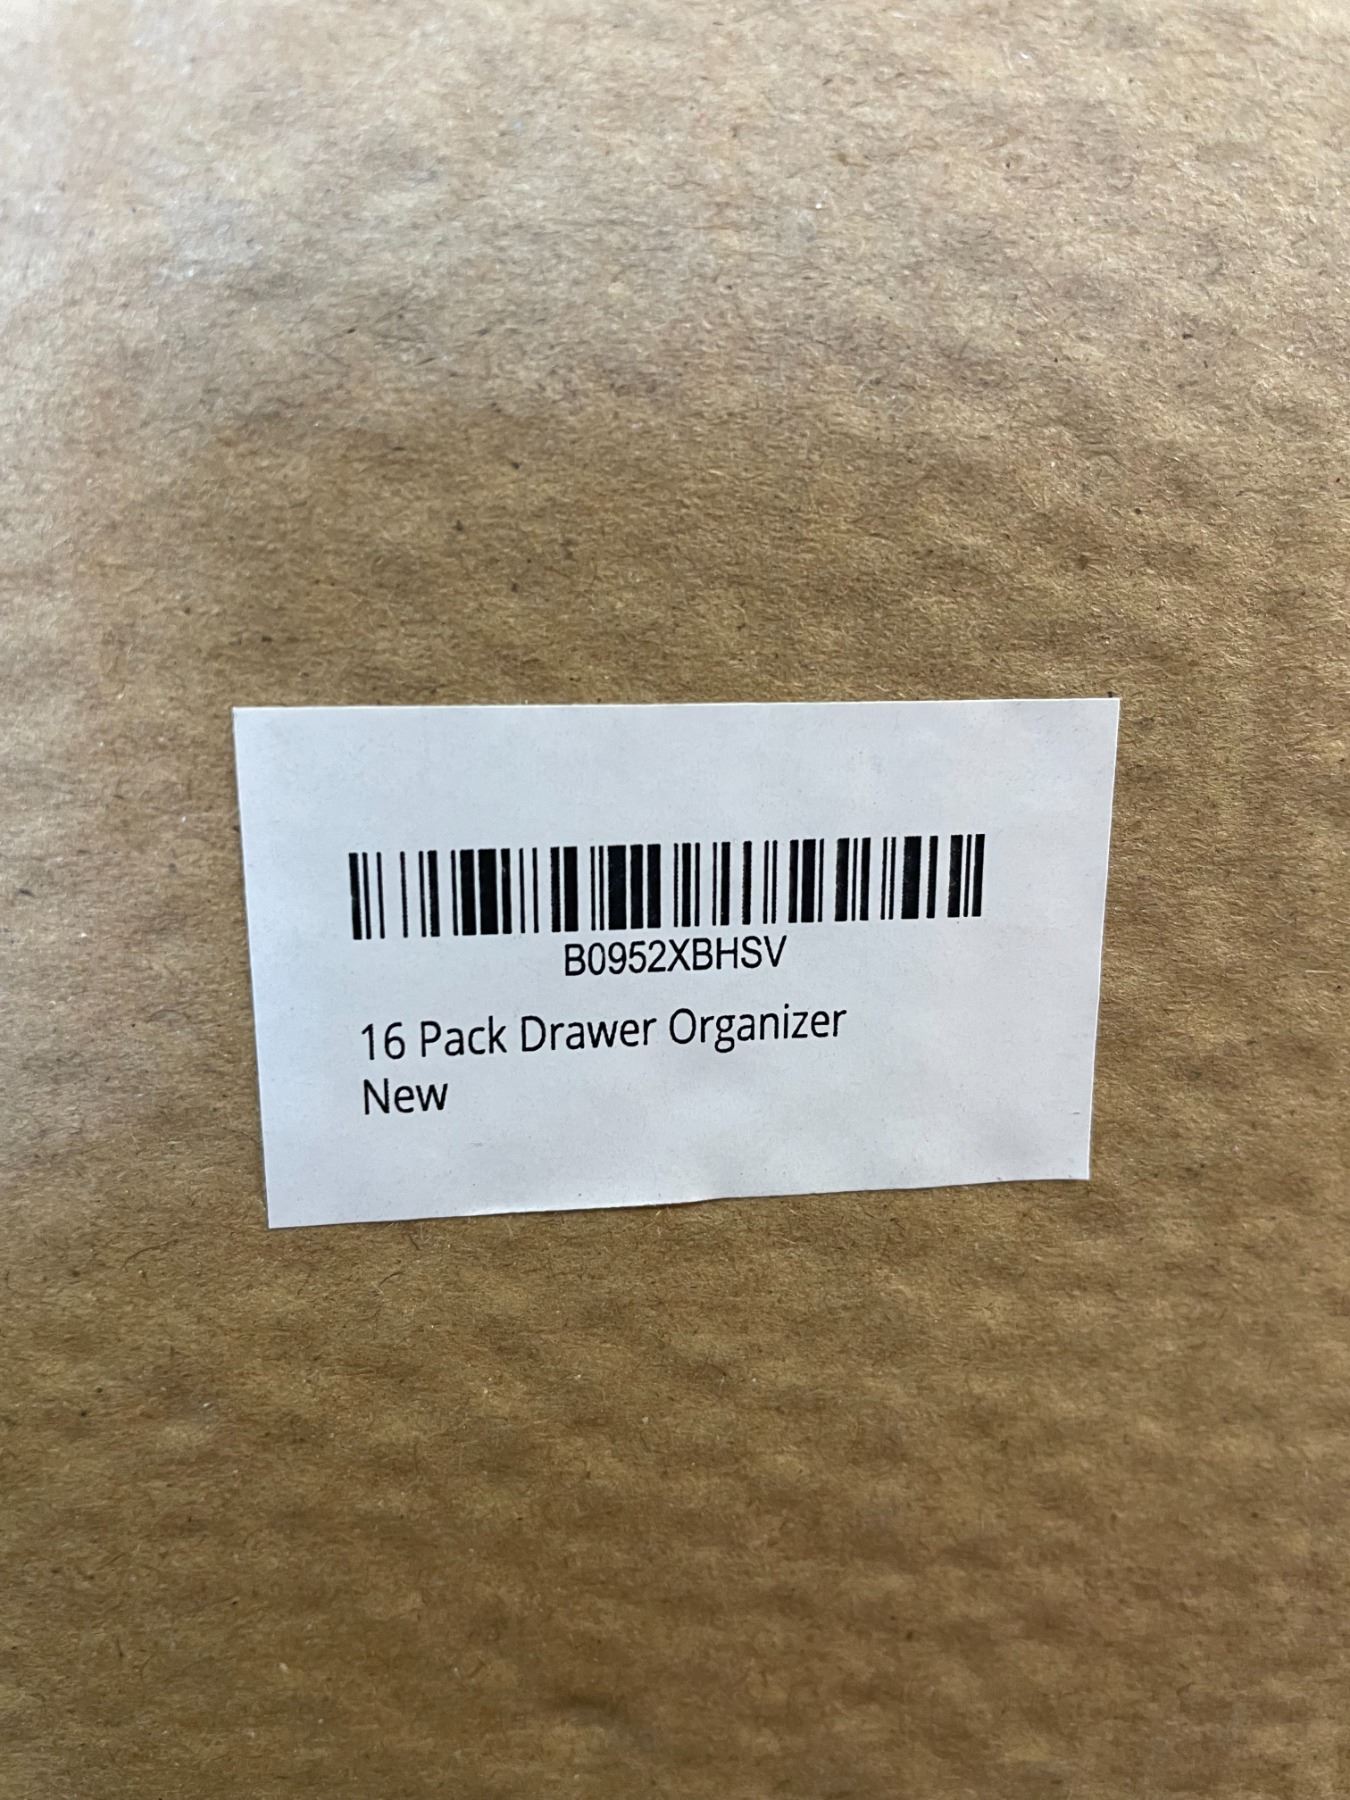 B0952XBHSV
16 Pack Drawer Organizer
New